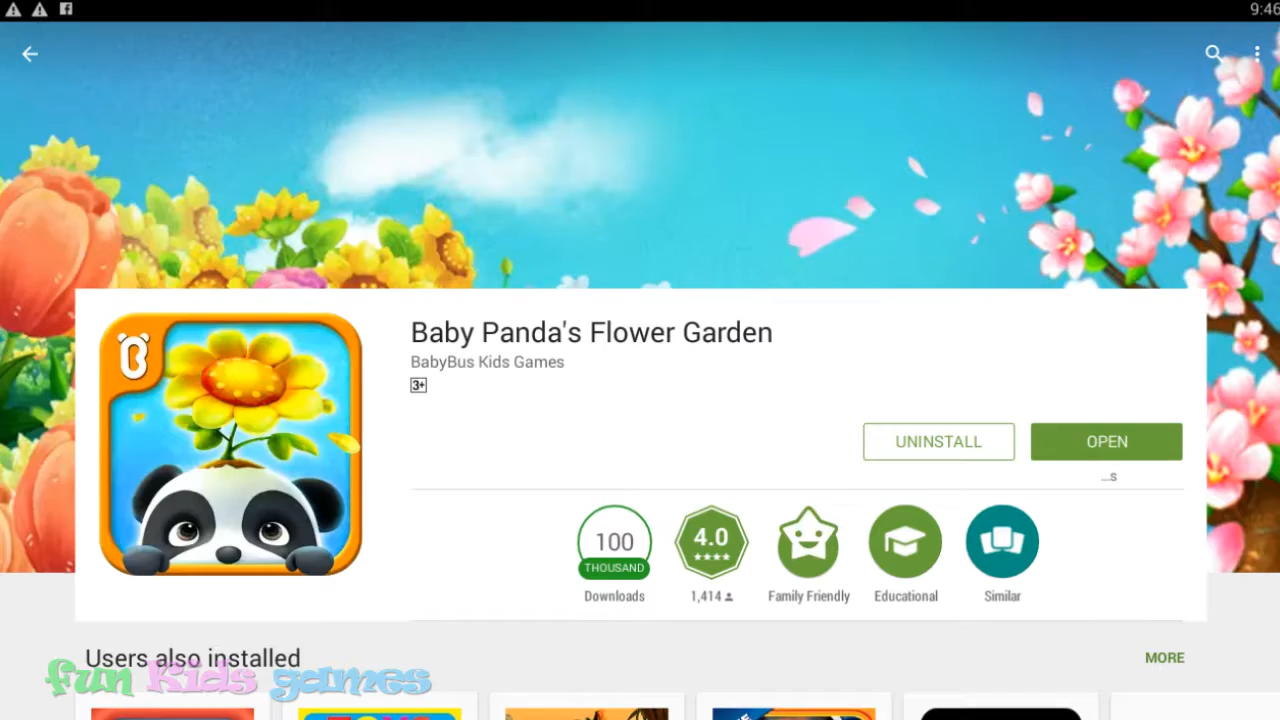 9:46
Baby Panda's Flower Garden
BabyBus Kids Games
3+
UNINSTALL
OPEN
...s
100
THOUSAND
4.0
Downloads
1,414
Family Friendly
Educational
Similar
Users also installed
MORE
fun Kids games